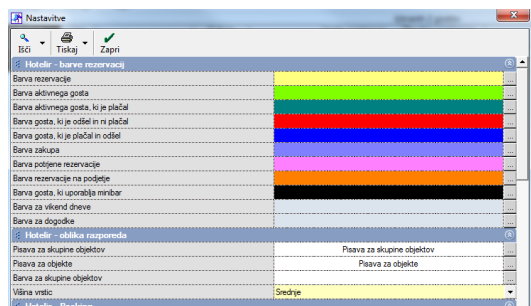 Nastavitve
Išči Tiskaj Zapri
Hotelir - barve rezervacij
Barva rezervacije
Barva aktivnega gosta
Barva aktivnega gosta, ki je plačal
Barva gosta, ki je odšel in ni plačal
Barva gosta, ki je plačal in odšel
Barva zakupa
Barva potrjene rezervacije
Barva rezervacije na podjetje
Barva gosta, ki uporablja minibar
Barva za vikend dneve
Barva za dogodke
Hotelir - oblika razporeda
Pisava za skupine objektov Pisava za skupine objektov
Pisava za objekte Pisava za objekte
Barva za skupine objektov
Višina vrstic Srednje
Hotelir - Booking